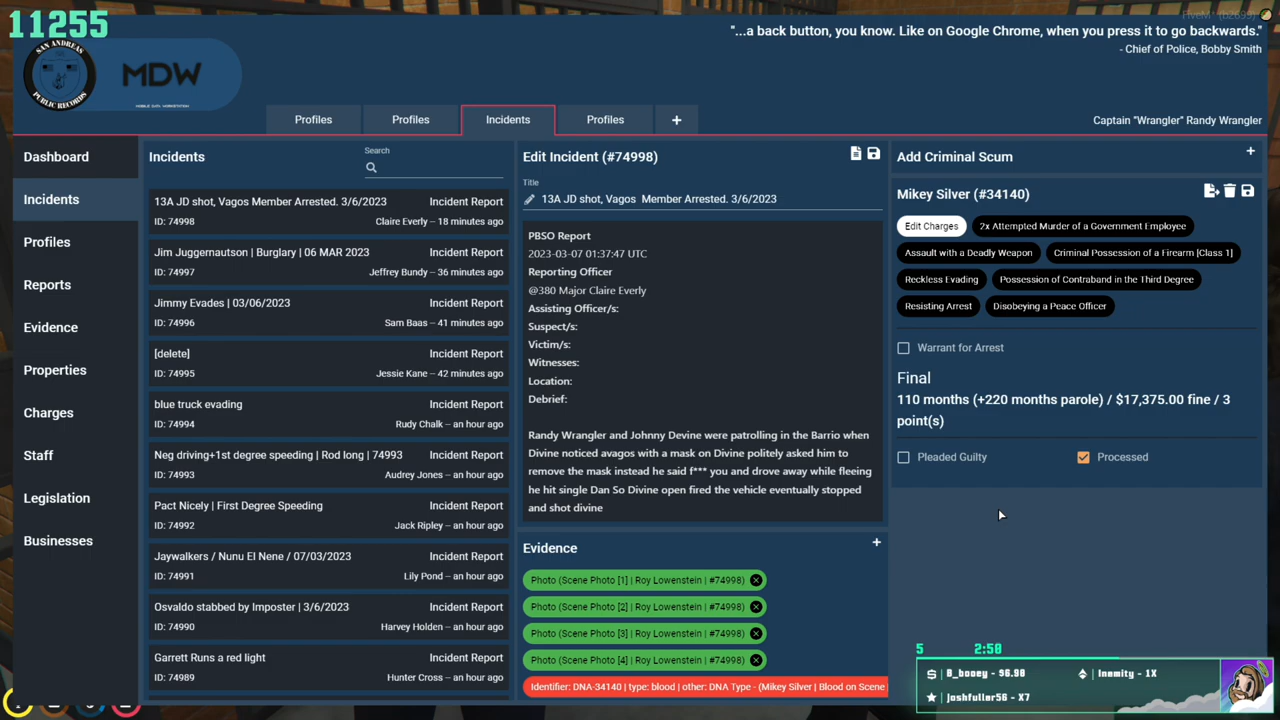 11255
FiveM® (b2699)
"...a back button, you know. Like on Google Chrome, when you press it to go backwards."
- Chief of Police, Bobby Smith
SAN ANDREAS
PUBLIC RECORDS
MDW
MOBILE DATA WORKSTATION
Profiles
Profiles
Incidents
Profiles
+
Captain "Wrangler" Randy Wrangler
Dashboard
Incidents
Profiles
Reports
Evidence
Properties
Charges
Staff
Legislation
Businesses
Incidents
Search
13A JD shot, Vagos Member Arrested. 3/6/2023 Incident Report
ID: 74998 Claire Everly – 18 minutes ago
Jim Juggernautson | Burglary | 06 MAR 2023 Incident Report
ID: 74997 Jeffrey Bundy – 36 minutes ago
Jimmy Evades | 03/06/2023 Incident Report
ID: 74996 Sam Baas – 41 minutes ago
[delete] Incident Report
ID: 74995 Jessie Kane – 42 minutes ago
blue truck evading Incident Report
ID: 74994 Rudy Chalk – an hour ago
Neg driving+1st degree speeding | Rod long | 74993 Incident Report
ID: 74993 Audrey Jones – an hour ago
Pact Nicely | First Degree Speeding Incident Report
ID: 74992 Jack Ripley – an hour ago
Jaywalkers / Nunu El Nene / 07/03/2023 Incident Report
ID: 74991 Lily Pond – an hour ago
Osvaldo stabbed by Imposter | 3/6/2023 Incident Report
ID: 74990 Harvey Holden – an hour ago
Garrett Runs a red light Incident Report
ID: 74989 Hunter Cross – an hour ago
Edit Incident (#74998)
Title
13A JD shot, Vagos Member Arrested. 3/6/2023
PBSO Report
2023-03-07 01:37:47 UTC
Reporting Officer
@380 Major Claire Everly
Assisting Officer/s:
Suspect/s:
Victim/s:
Witnesses:
Location:
Debrief:
Randy Wrangler and Johnny Devine were patrolling in the Barrio when
Divine noticed avagos with a mask on Divine politely asked him to
remove the mask instead he said f*** you and drove away while fleeing
he hit single Dan So Divine open fired the vehicle eventually stopped
and shot divine
Evidence +
Photo (Scene Photo [1] | Roy Lowenstein | #74998)
Photo (Scene Photo [2] | Roy Lowenstein | #74998)
Photo (Scene Photo [3] | Roy Lowenstein | #74998)
Photo (Scene Photo [4] | Roy Lowenstein | #74998)
Identifier: DNA-34140 | type: blood | other: DNA Type - (Mikey Silver | Blood on Scene |
Add Criminal Scum +
Mikey Silver (#34140)
Edit Charges 2x Attempted Murder of a Government Employee
Assault with a Deadly Weapon Criminal Possession of a Firearm [Class 1]
Reckless Evading Possession of Contraband in the Third Degree
Resisting Arrest Disobeying a Peace Officer
Warrant for Arrest
Final
110 months (+220 months parole) / $17,375.00 fine / 3
point(s)
Pleaded Guilty Processed
5 2:50
B_booey - $6.90 Inomity - 1X
joshfuller56 - X7